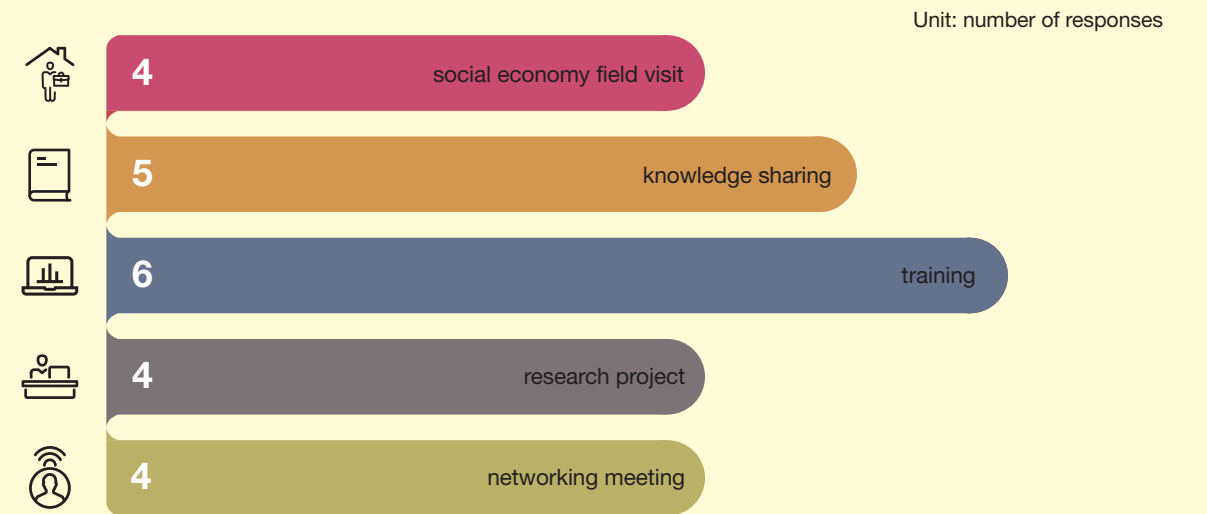 Unit: number of responses
4 social economy field visit
5 knowledge sharing
6 training
4 research project
4 networking meeting